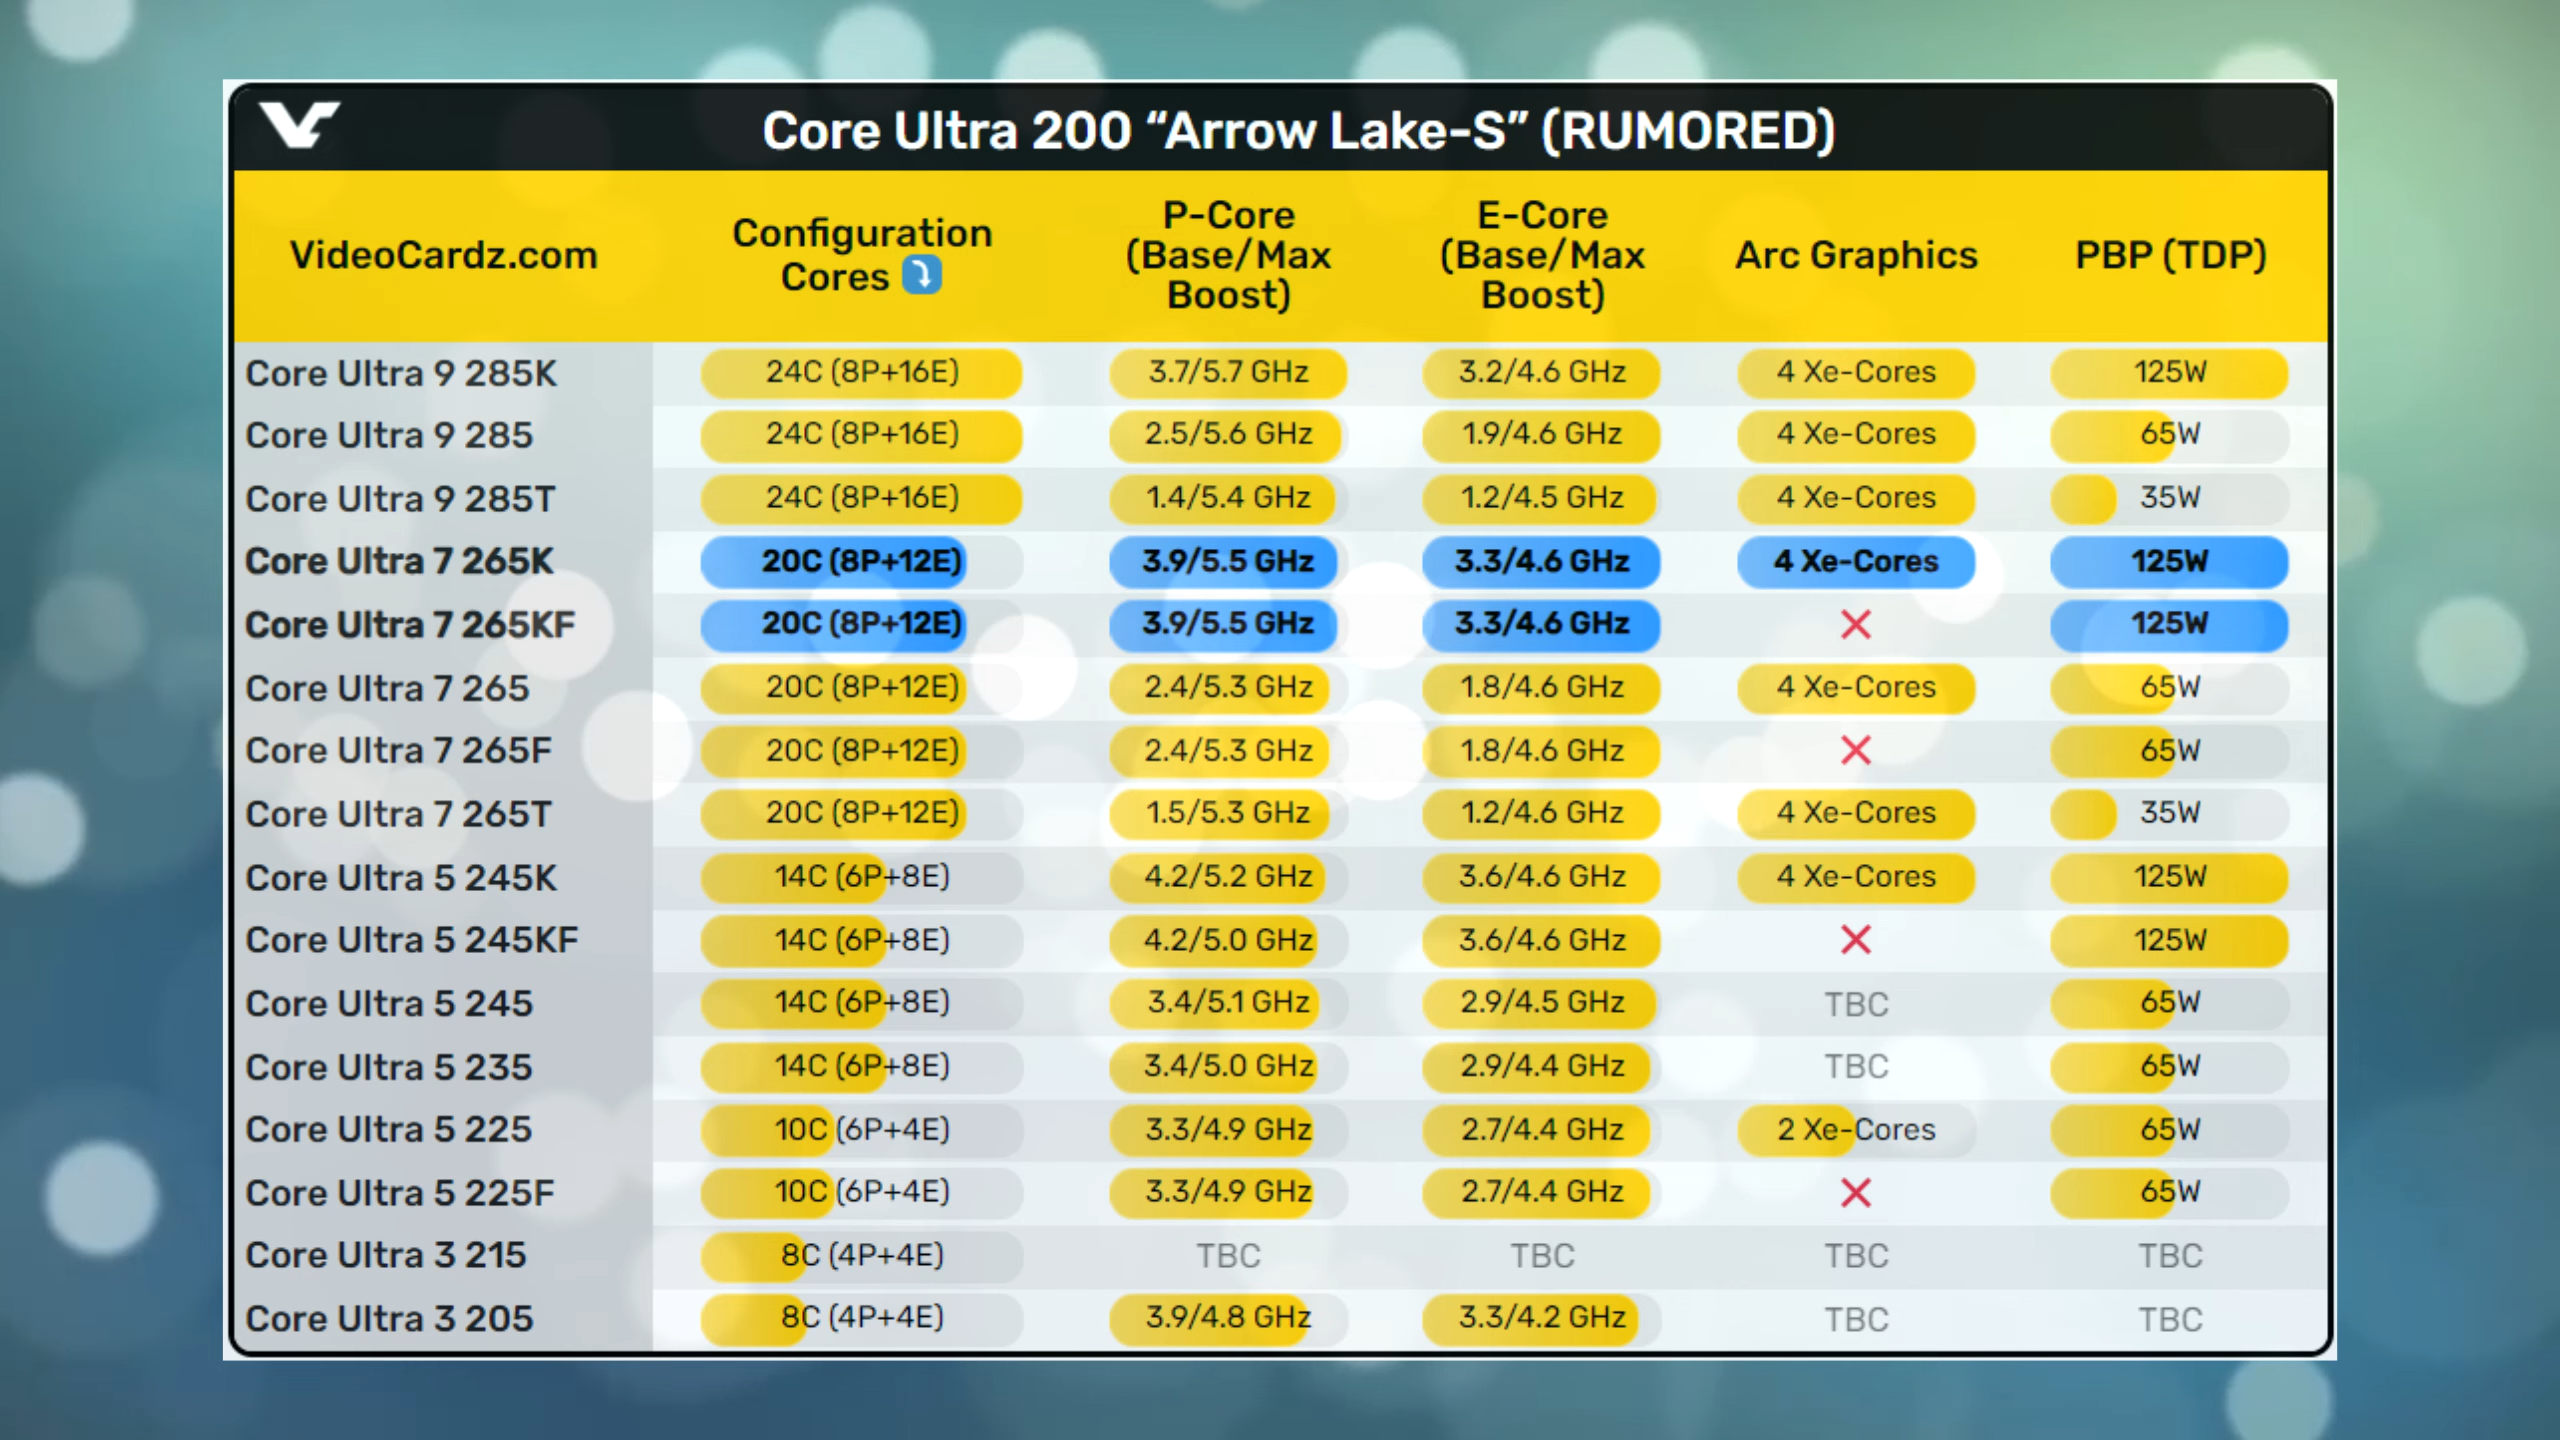 Core Ultra 200 “Arrow Lake-S” (RUMORED)
VideoCardz.com Configuration Cores ⤵ P-Core (Base/Max Boost) E-Core (Base/Max Boost) Arc Graphics PBP (TDP)
Core Ultra 9 285K 24C (8P+16E) 3.7/5.7 GHz 3.2/4.6 GHz 4 Xe-Cores 125W
Core Ultra 9 285 24C (8P+16E) 2.5/5.6 GHz 1.9/4.6 GHz 4 Xe-Cores 65W
Core Ultra 9 285T 24C (8P+16E) 1.4/5.4 GHz 1.2/4.5 GHz 4 Xe-Cores 35W
Core Ultra 7 265K 20C (8P+12E) 3.9/5.5 GHz 3.3/4.6 GHz 4 Xe-Cores 125W
Core Ultra 7 265KF 20C (8P+12E) 3.9/5.5 GHz 3.3/4.6 GHz ❌ 125W
Core Ultra 7 265 20C (8P+12E) 2.4/5.3 GHz 1.8/4.6 GHz 4 Xe-Cores 65W
Core Ultra 7 265F 20C (8P+12E) 2.4/5.3 GHz 1.8/4.6 GHz ❌ 65W
Core Ultra 7 265T 20C (8P+12E) 1.5/5.3 GHz 1.2/4.6 GHz 4 Xe-Cores 35W
Core Ultra 5 245K 14C (6P+8E) 4.2/5.2 GHz 3.6/4.6 GHz 4 Xe-Cores 125W
Core Ultra 5 245KF 14C (6P+8E) 4.2/5.0 GHz 3.6/4.6 GHz ❌ 125W
Core Ultra 5 245 14C (6P+8E) 3.4/5.1 GHz 2.9/4.5 GHz TBC 65W
Core Ultra 5 235 14C (6P+8E) 3.4/5.0 GHz 2.9/4.4 GHz TBC 65W
Core Ultra 5 225 10C (6P+4E) 3.3/4.9 GHz 2.7/4.4 GHz 2 Xe-Cores 65W
Core Ultra 5 225F 10C (6P+4E) 3.3/4.9 GHz 2.7/4.4 GHz ❌ 65W
Core Ultra 3 215 8C (4P+4E) TBC TBC TBC TBC
Core Ultra 3 205 8C (4P+4E) 3.9/4.8 GHz 3.3/4.2 GHz TBC TBC